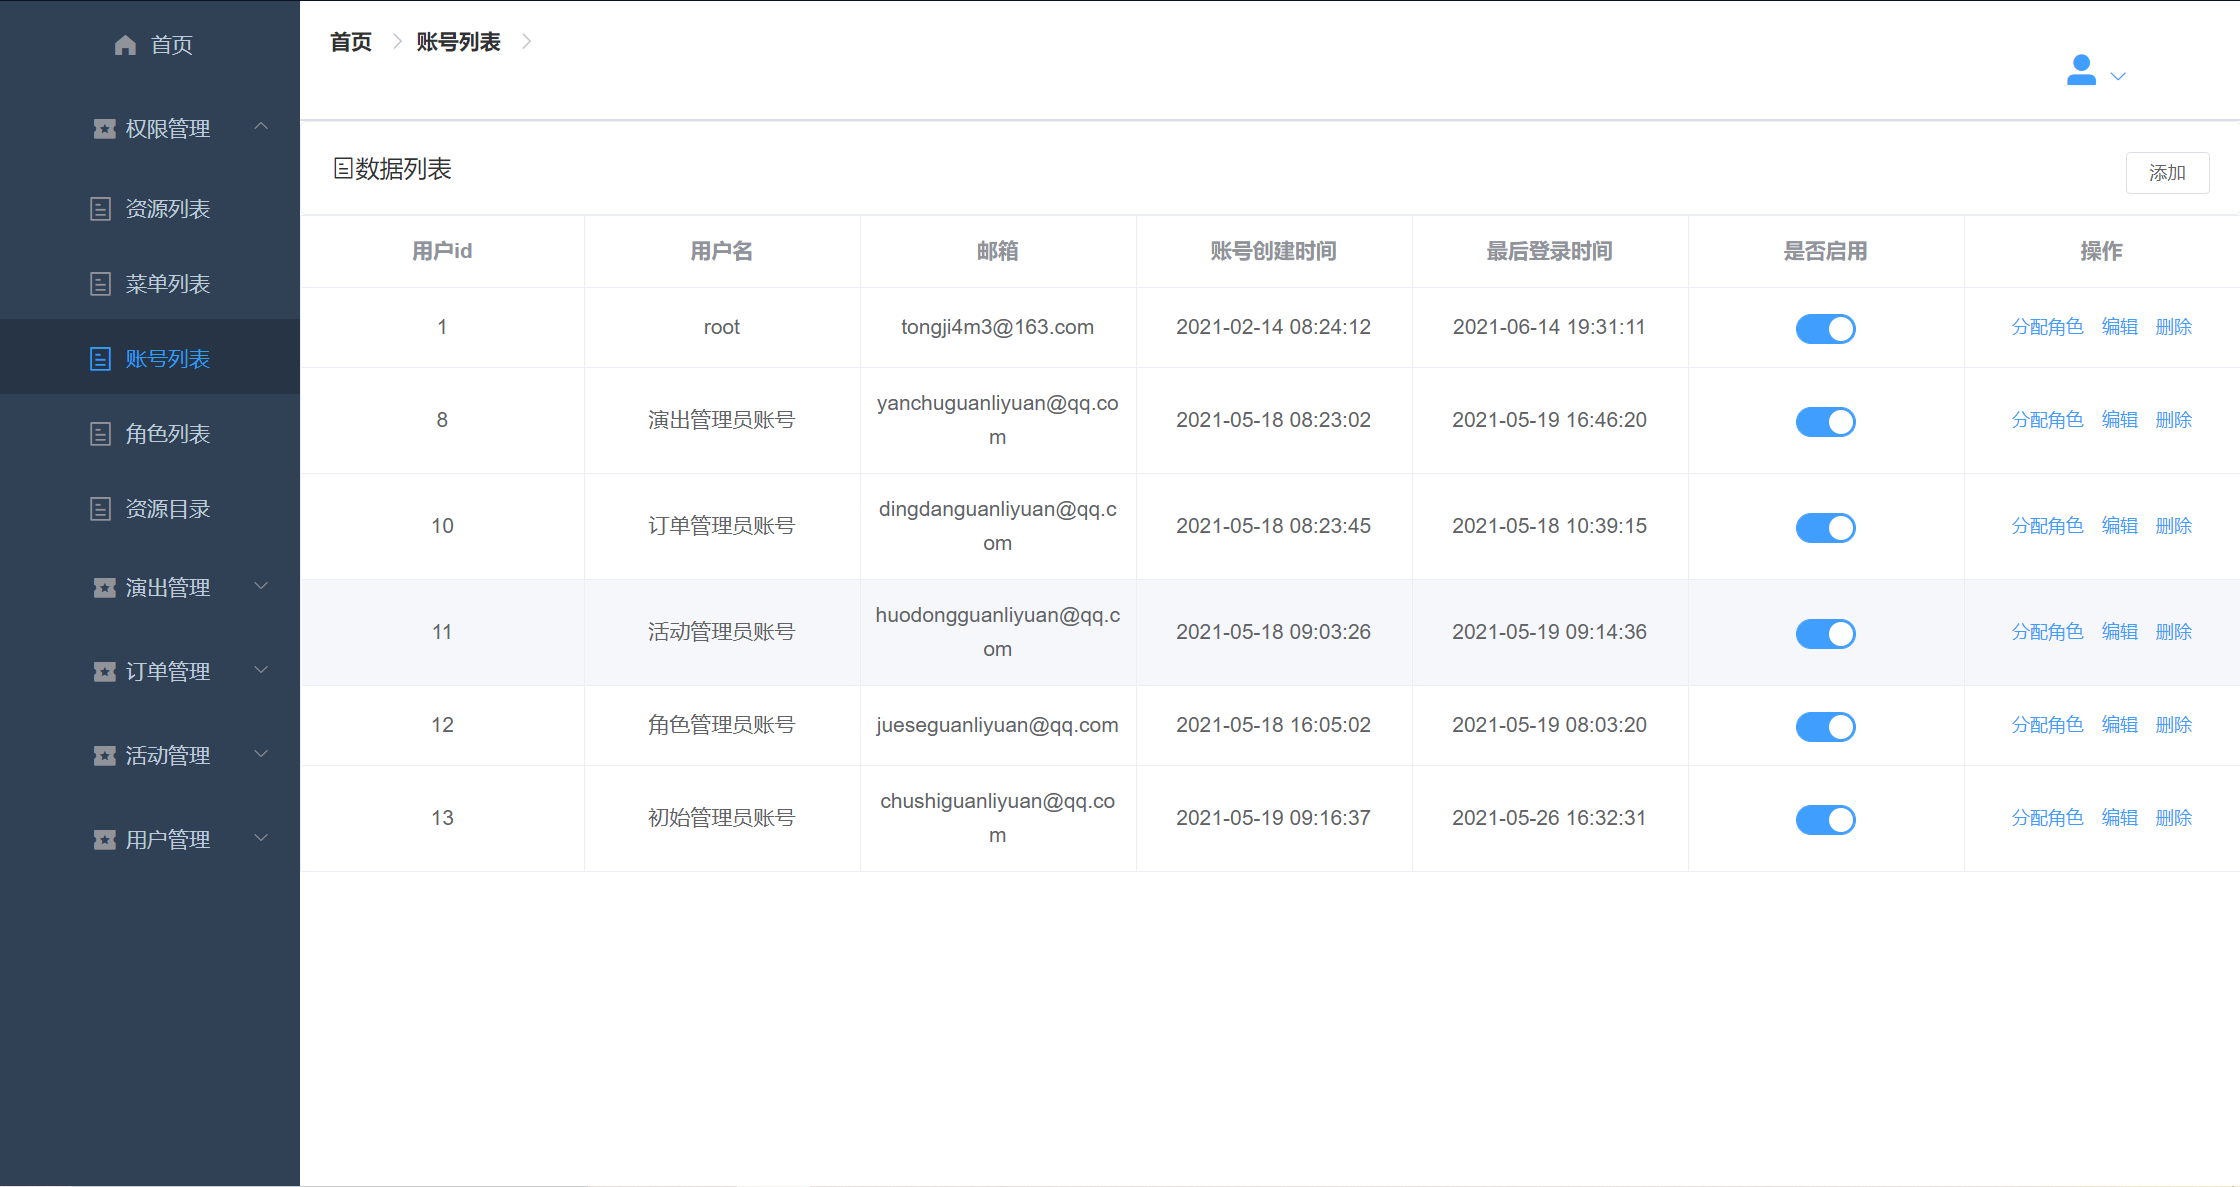 首页
权限管理
资源列表
菜单列表
账号列表
角色列表
资源目录
演出管理
订单管理
活动管理
用户管理
首页 账号列表
数据列表
添加
用户id 用户名 邮箱 账号创建时间 最后登录时间 是否启用 操作
1 root tongji4m3@163.com 2021-02-14 08:24:12 2021-06-14 19:31:11 分配角色 编辑 删除
8 演出管理员账号 yanchuguanliyuan@qq.co
m 2021-05-18 08:23:02 2021-05-19 16:46:20 分配角色 编辑 删除
10 订单管理员账号 dingdanguanliyuan@qq.c
om 2021-05-18 08:23:45 2021-05-18 10:39:15 分配角色 编辑 删除
11 活动管理员账号 huodongguanliyuan@qq.c
om 2021-05-18 09:03:26 2021-05-19 09:14:36 分配角色 编辑 删除
12 角色管理员账号 jueseguanliyuan@qq.com 2021-05-18 16:05:02 2021-05-19 08:03:20 分配角色 编辑 删除
13 初始管理员账号 chushiguanliyuan@qq.co
m 2021-05-19 09:16:37 2021-05-26 16:32:31 分配角色 编辑 删除